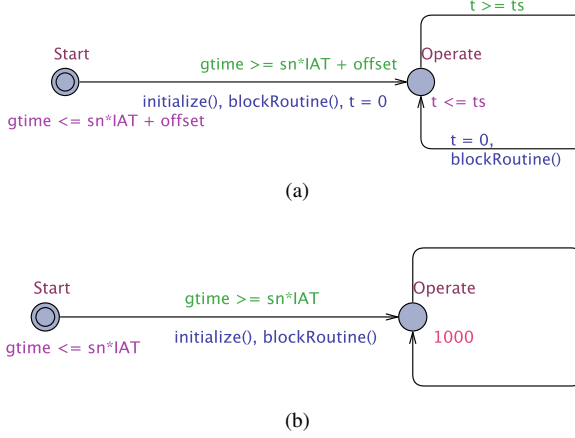 t >= ts
Start
Operate
gtime >= sn*IAT + offset
initialize(), blockRoutine(), t = 0
t <= ts
gtime <= sn*IAT + offset
t = 0,
blockRoutine()
(a)
Start
Operate
gtime >= sn*IAT
initialize(), blockRoutine()
1000
gtime <= sn*IAT
(b)